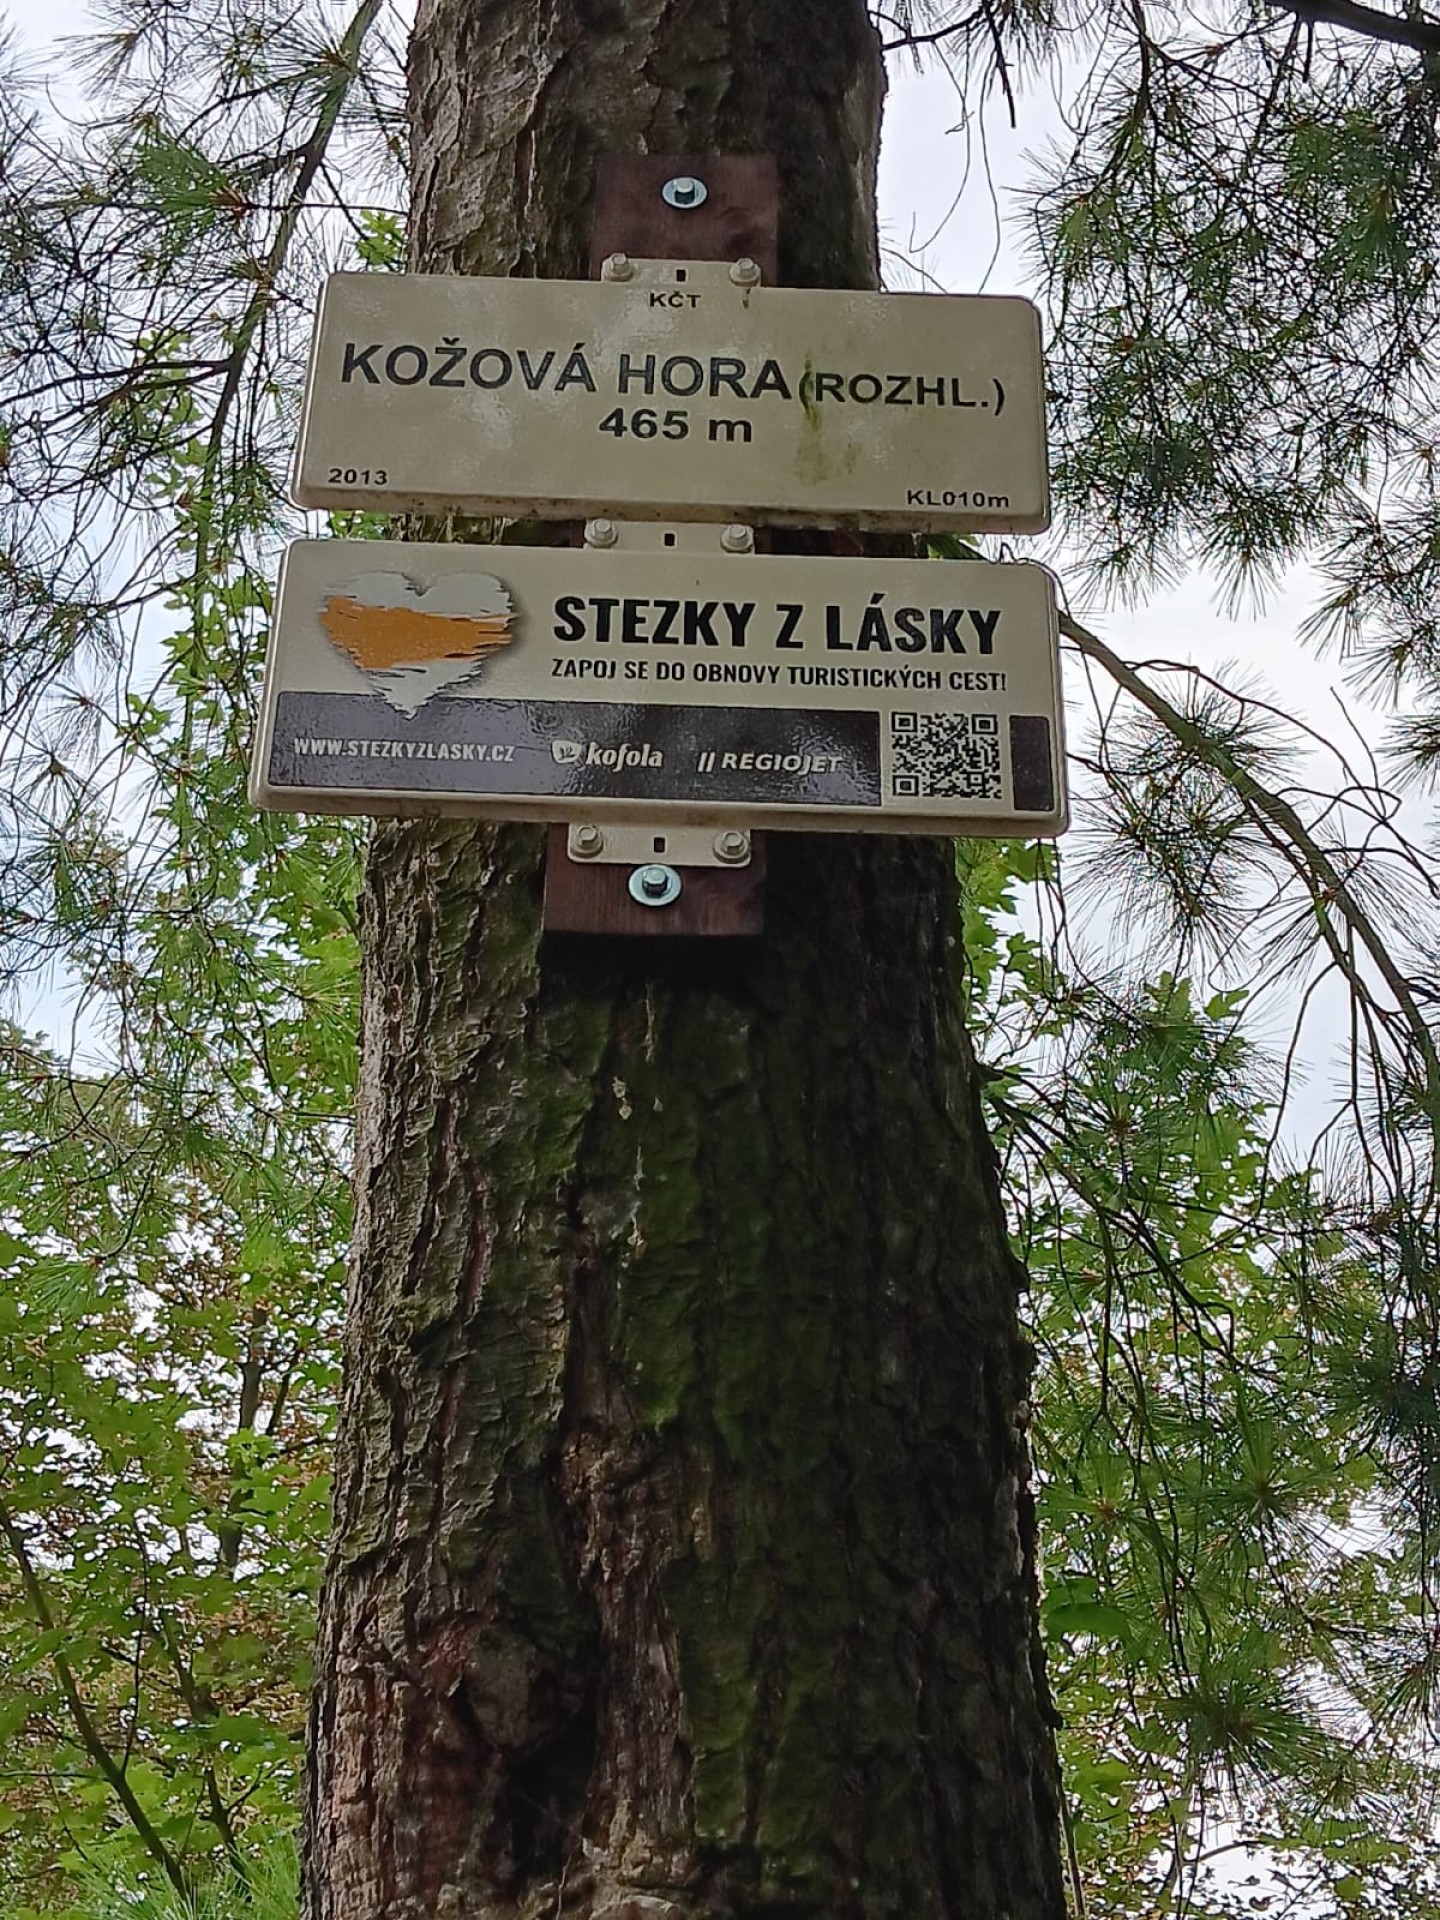 KČT
KOŽOVÁ HORA (ROZHL.)
465 m
2013 KL010m
STEZKY Z LÁSKY
ZAPOJ SE DO OBNOVY TURISTICKÝCH CEST!
WWW.STEZKYZLASKY.CZ kofola // REGIOJET